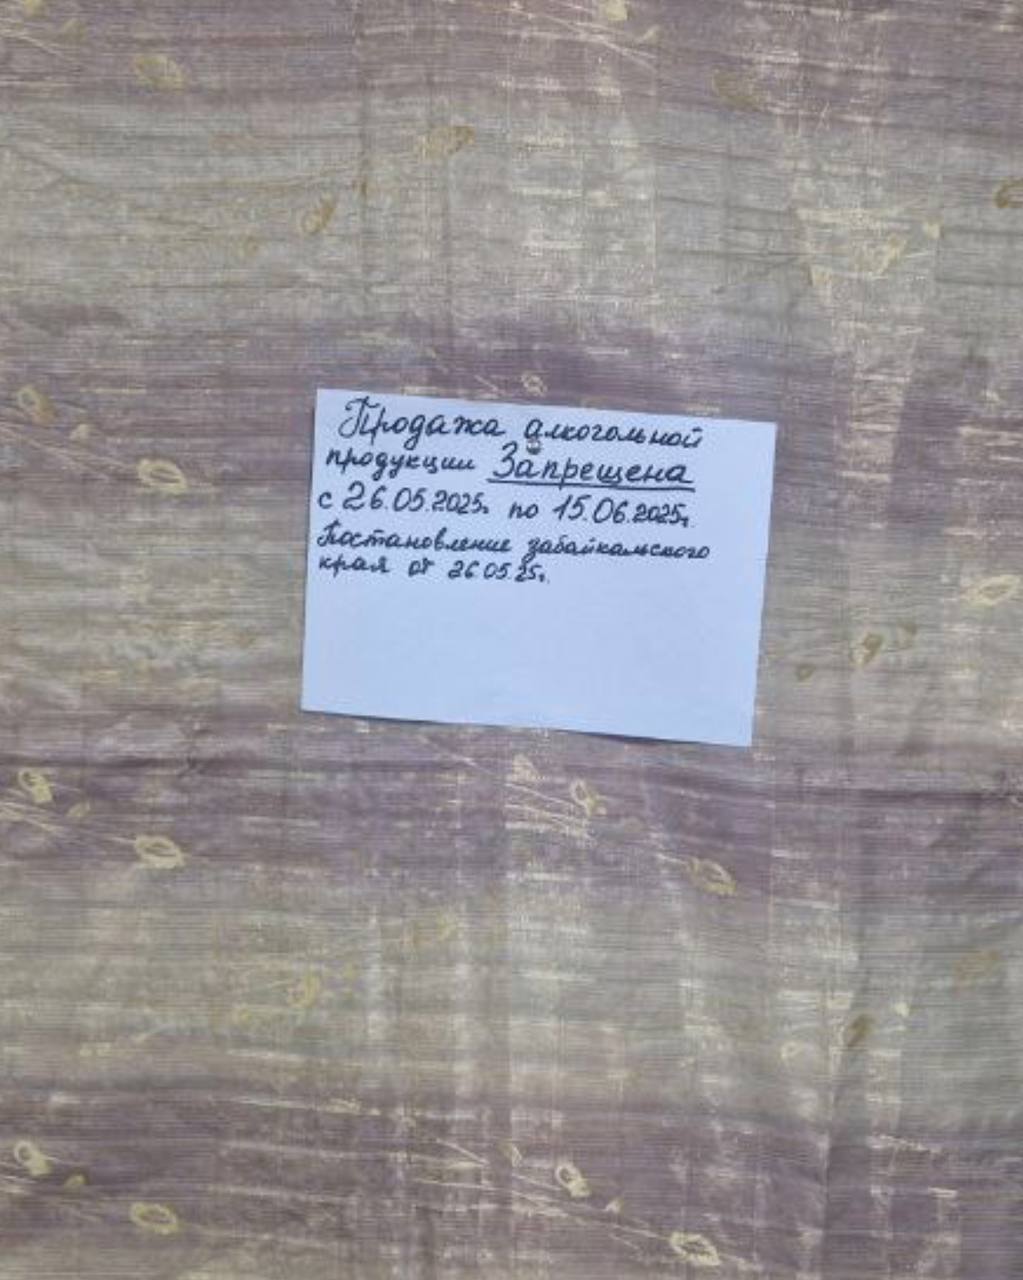 Продажа алкогольной
продукции Запрещена
с 26.05.2025г. по 15.06.2025г.
Постановление забайкальского
края от 26.05.25г.